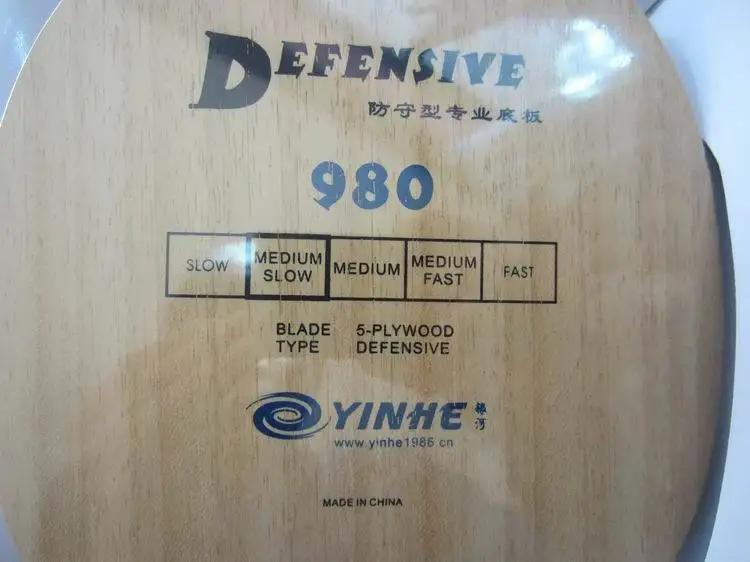 DEFENSIVE
防守型专业底板
980
SLOW MEDIUM SLOW MEDIUM MEDIUM FAST FAST
BLADE 5-PLYWOOD
TYPE DEFENSIVE
YINHE 银河
www.yinhe1986.cn
MADE IN CHINA